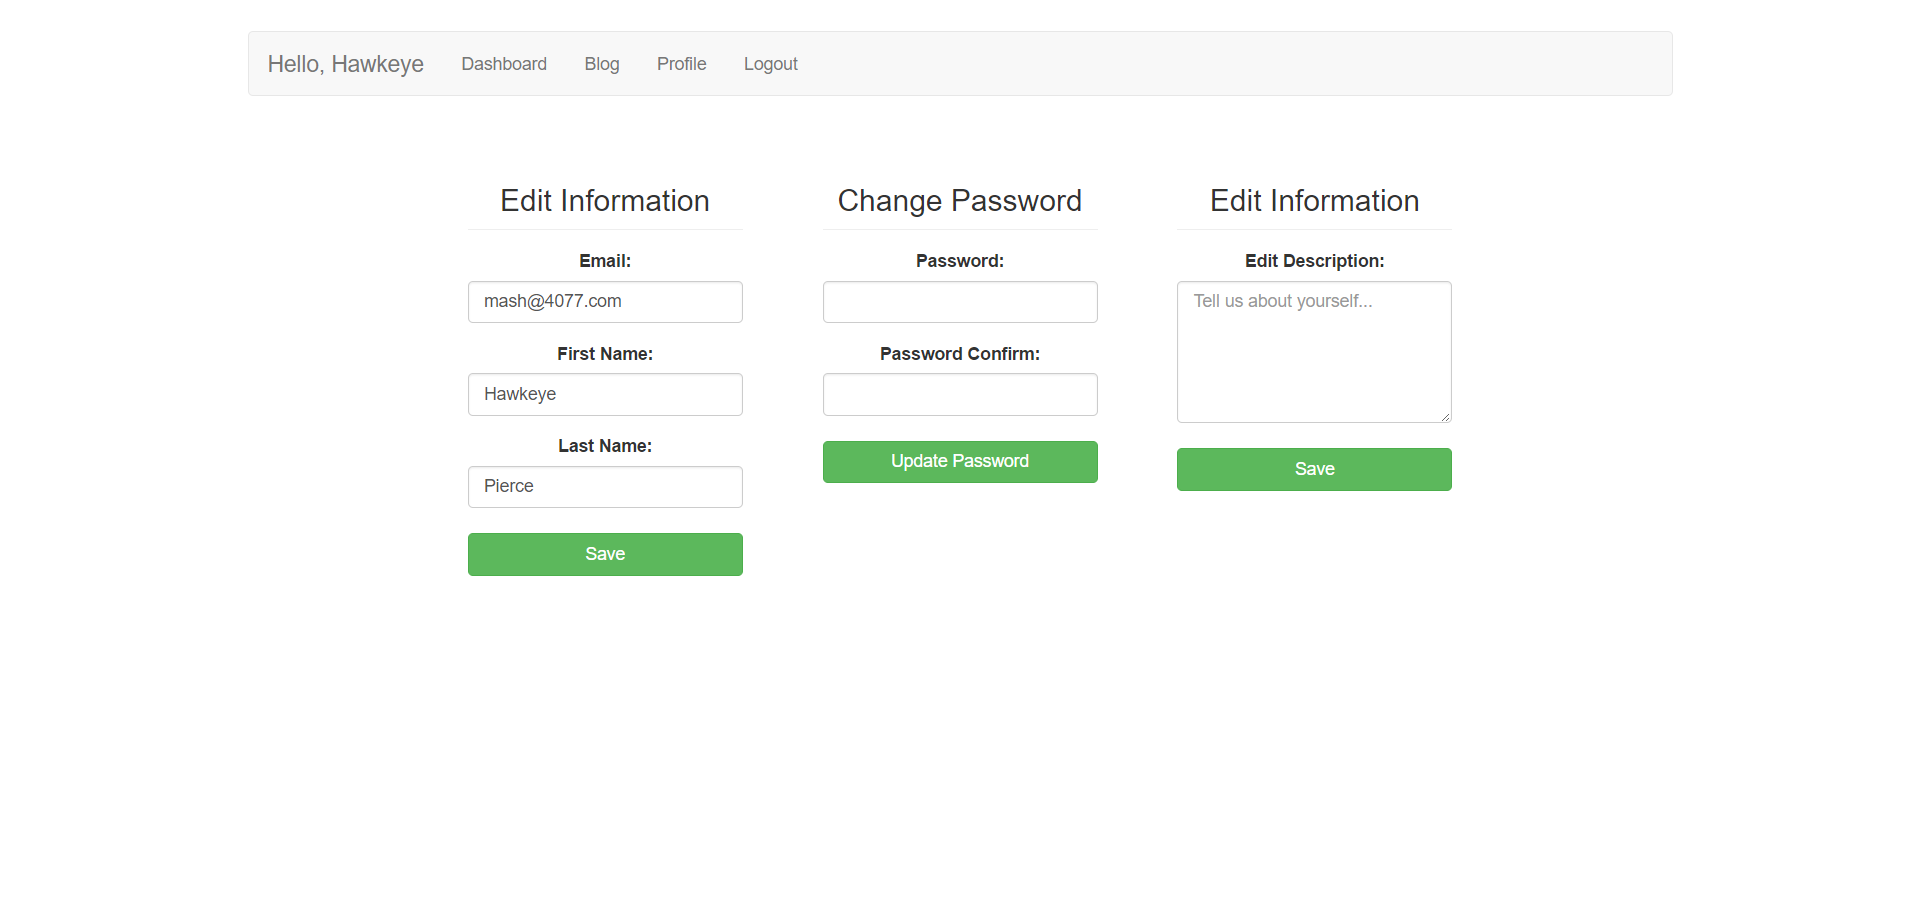 Hello, Hawkeye Dashboard Blog Profile Logout
Edit Information
Email:
mash@4077.com
First Name:
Hawkeye
Last Name:
Pierce
Save
Change Password
Password:
Password Confirm:
Update Password
Edit Information
Edit Description:
Tell us about yourself...
Save